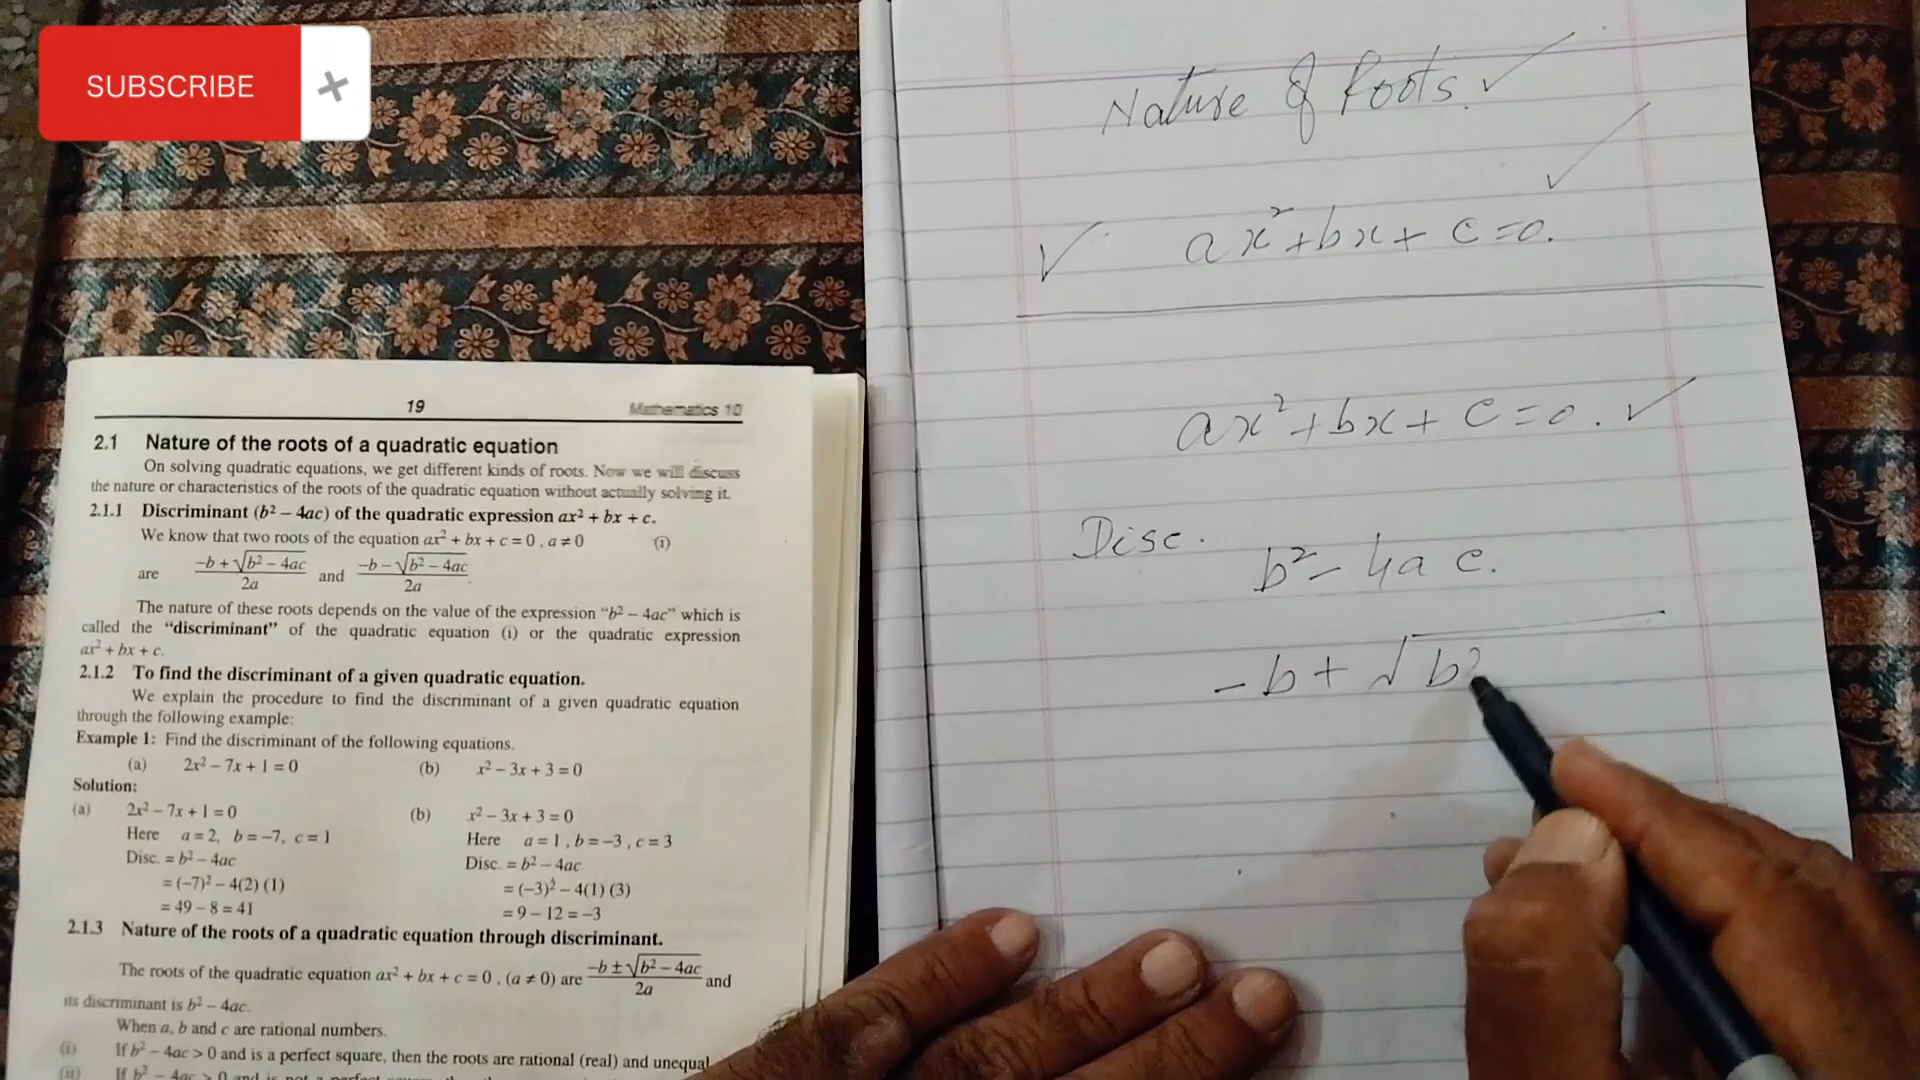 SUBSCRIBE
19 Mathematics 10
2.1 Nature of the roots of a quadratic equation
On solving quadratic equations, we get different kinds of roots. Now we will discuss
the nature or characteristics of the roots of the quadratic equation without actually solving it.
2.1.1 Discriminant (b² – 4ac) of the quadratic expression ax² + bx + c.
We know that two roots of the equation ax² + bx + c = 0 , a ≠ 0 (i)
are (–b + √(b² – 4ac))/2a and (–b – √(b² – 4ac))/2a
The nature of these roots depends on the value of the expression “b² – 4ac” which is
called the “discriminant” of the quadratic equation (i) or the quadratic expression
ax² + bx + c.
2.1.2 To find the discriminant of a given quadratic equation.
We explain the procedure to find the discriminant of a given quadratic equation
through the following example:
Example 1: Find the discriminant of the following equations.
(a) 2x² – 7x + 1 = 0 (b) x² – 3x + 3 = 0
Solution:
(a) 2x² – 7x + 1 = 0 (b) x² – 3x + 3 = 0
Here a = 2, b = –7, c = 1 Here a = 1 , b = –3 , c = 3
Disc. = b² – 4ac Disc. = b² – 4ac
= (–7)² – 4(2) (1) = (–3)² – 4(1) (3)
= 49 – 8 = 41 = 9 – 12 = –3
2.1.3 Nature of the roots of a quadratic equation through discriminant.
The roots of the quadratic equation ax² + bx + c = 0 , (a ≠ 0) are (–b ± √(b² – 4ac))/2a and
its discriminant is b² – 4ac.
When a, b and c are rational numbers.
(i) If b² – 4ac > 0 and is a perfect square, then the roots are rational (real) and unequal
(ii) If b² – 4ac > 0 and is not a perfect
Nature of Roots. ✓
✓ ax²+bx+c=0. ✓
ax²+bx+c=0. ✓
Disc.
b²-4ac.
-b+√b²